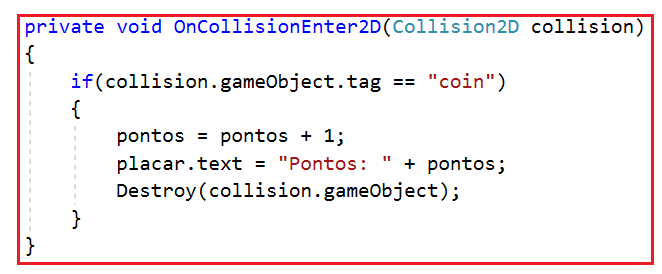 private void OnCollisionEnter2D(Collision2D collision)
{
if(collision.gameObject.tag == "coin")
{
pontos = pontos + 1;
placar.text = "Pontos: " + pontos;
Destroy(collision.gameObject);
}
}